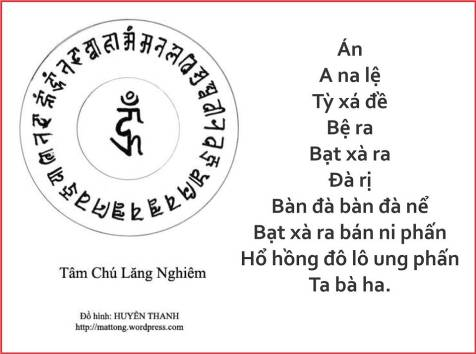 Tâm Chú Lăng Nghiêm
Đồ hình: HUYỀN THANH
http://mattong.wordpress.com
Án
A na lệ
Tỳ xá đề
Bệ ra
Bạt xà ra
Đà rị
Bàn đà bàn đà nể
Bạt xà ra bán ni phấn
Hổ hồng đô lô ung phấn
Ta bà ha.